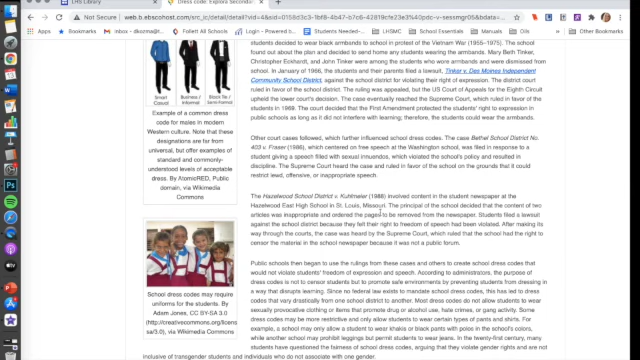 LHS Library
Dress code: Explora Seconda
Not Secure | web.b.ebscohost.com/src_ic/detail/detail?vid=4&sid=0158d3c1-1bf8-4b47-b965-42819cfe23e3%40pdc-v-sessmgr05&bdata=
Apps
Follett All Schools
Login - Powered b
Students Needing to
LHSMC
School Essential
Other Bookmarks
students decided to wear black armbands to school in protest of the Vietnam War (1955–1975). The school
found out about the plan and decided to send home any students wearing the armbands. Mary Beth Tinker,
Christopher Eckhardt, and John Tinker were among the students who wore armbands and were dismissed from
school. In January of 1966, the students and their parents filed a lawsuit, Tinker v. Des Moines Independent
Community School District, against the school district for violating their right of expression. The district court
ruled in favor of the school district. The ruling was appealed, but the US Court of Appeals for the Eighth Circuit
upheld the lower court's decision. The case eventually reached the Supreme Court, which ruled in favor of the
students in 1969. The court decided that the First Amendment protected the students' right to expression in
public schools as long as it did not interfere with learning; therefore, the students could wear the armbands.
Smart Casual
Business / Informal
Black Tie / Semi-formal
Example of a common dress
code for males in modern
Western culture. Note that these
designations are far from
universal, but offer examples of
standard and commonly-
understood levels of acceptable
dress. By AtomicRED, Public
domain, via Wikimedia
Commons
Other court cases followed, which further influenced school dress codes. The case Bethel School District No.
403 v. Fraser (1986), which centered on free speech at the Washington school, was filed in response to a
student giving a speech filled with sexual innuendos, which violated the school's policy and resulted in
discipline. The Supreme Court heard the case and ruled in favor of the school on the grounds that it could
restrict lewd, offensive, or inappropriate speech.
The Hazelwood School District v. Kuhlmeier (1988) involved content in the student newspaper at the
Hazelwood East High School in St. Louis, Missouri. The principal of the school decided that the content of two
articles was inappropriate and ordered the pages to be removed from the newspaper. Students filed a lawsuit
against the school district because they felt their right to freedom of speech had been violated. After making its
way through the courts, the case was heard by the Supreme Court, which ruled that the school had the right to
censor the material in the school newspaper because it was not a public forum.
School dress codes may require
uniforms for the students. By
Adam Jones, CC BY-SA 3.0
(http://creativecommons.org/licen
ses/by-sa/3.0),
via Wikimedia Commons
Public schools then began to use the rulings from these cases and others to create school dress codes that
would not violate students' freedom of expression and speech. According to administrators, the purpose of
dress codes is not to censor students but to promote safe environments by preventing students from dressing
in a way that disrupts learning. Since no federal law exists to mandate school dress codes, this has led to dress
codes that vary drastically from one school district to another. Most dress codes do not allow students to wear
sexually provocative clothing or items that promote drug or alcohol use, hate crimes, or gang activity. Some
dress codes may be more restrictive and only allow students to wear certain types of pants and shirts. For
example, a school may only allow a student to wear khakis or black pants with polos in the school's colors,
while another school may prohibit leggings but permit students to wear jeans. In the twenty-first century, many
students have questioned the fairness of school dress codes, arguing that they violate gender rights and are not
inclusive of transgender students and individuals who do not associate with one gender.